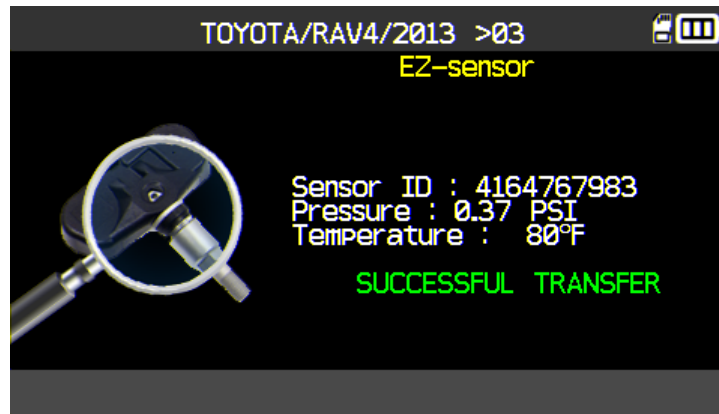 TOYOTA/RAV4/2013 >03
EZ-sensor
Sensor ID : 4164767983
Pressure : 0.37 PSI
Temperature : 80°F
SUCCESSFUL TRANSFER